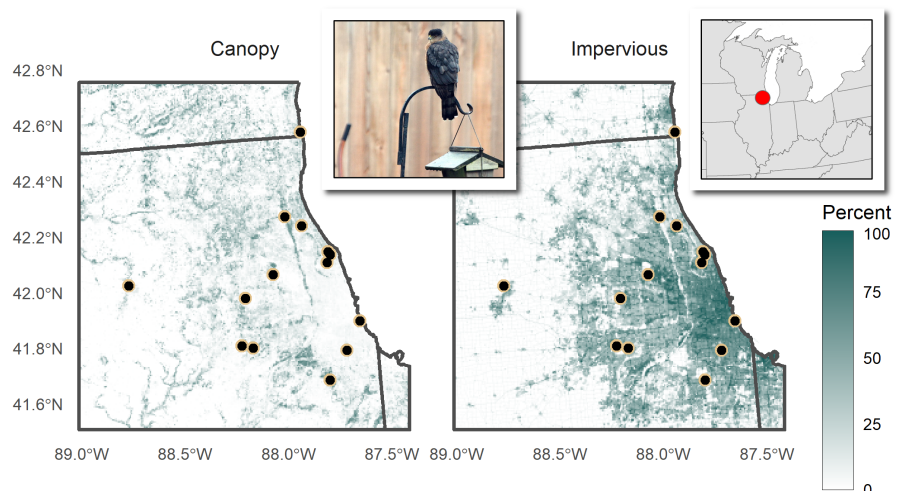 Canopy
Impervious
42.8°N
42.6°N
42.4°N
42.2°N
42.0°N
41.8°N
41.6°N
89.0°W
88.5°W
88.0°W
87.5°W
89.0°W
88.5°W
88.0°W
87.5°W
Percent
100
75
50
25
0